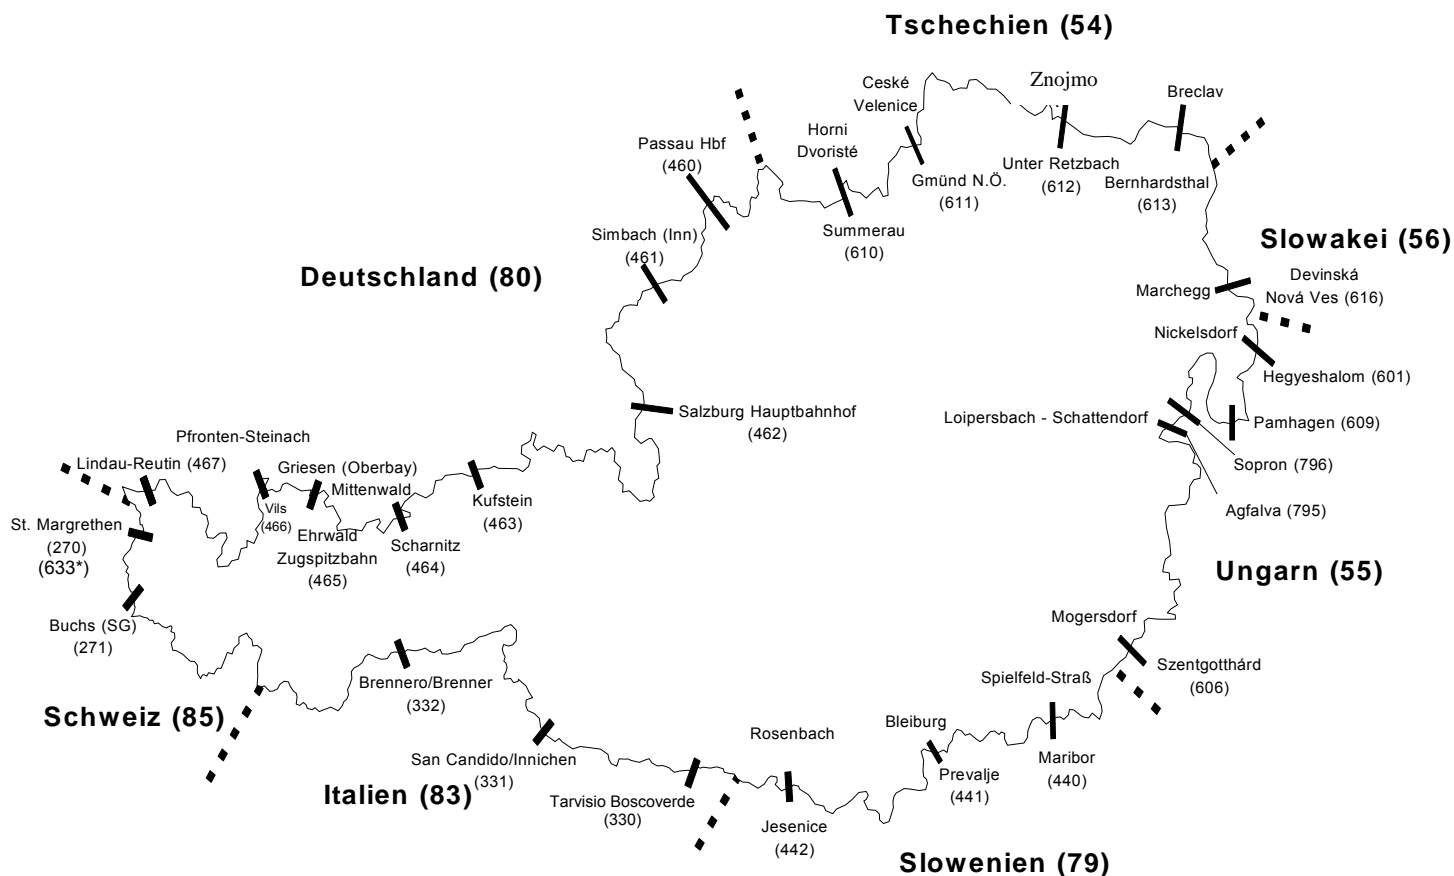 Tschechien (54)
Ceské
Velenice
Znojmo
Breclav
Horni
Dvoristé
Passau Hbf
(460)
Gmünd N.Ö.
(611)
Unter Retzbach
(612)
Bernhardsthal
(613)
Simbach (Inn)
(461)
Summerau
(610)
Slowakei (56)
Deutschland (80)
Marchegg
Devinská
Nová Ves (616)
Nickelsdorf
Hegyeshalom (601)
Salzburg Hauptbahnhof
(462)
Loipersbach - Schattendorf
Pamhagen (609)
Sopron (796)
Agfalva (795)
Pfronten-Steinach
Lindau-Reutin (467)
Griesen (Oberbay)
Mittenwald
Kufstein
(463)
Vils
(466)
St. Margrethen
(270)
(633*)
Ehrwald
Zugspitzbahn
(465)
Scharnitz
(464)
Ungarn (55)
Buchs (SG)
(271)
Mogersdorf
Szentgotthárd
(606)
Brennero/Brenner
(332)
Spielfeld-Straß
Schweiz (85)
Bleiburg
Rosenbach
San Candido/Innichen
(331)
Maribor
(440)
Prevalje
(441)
Italien (83)
Tarvisio Boscoverde
(330)
Jesenice
(442)
Slowenien (79)